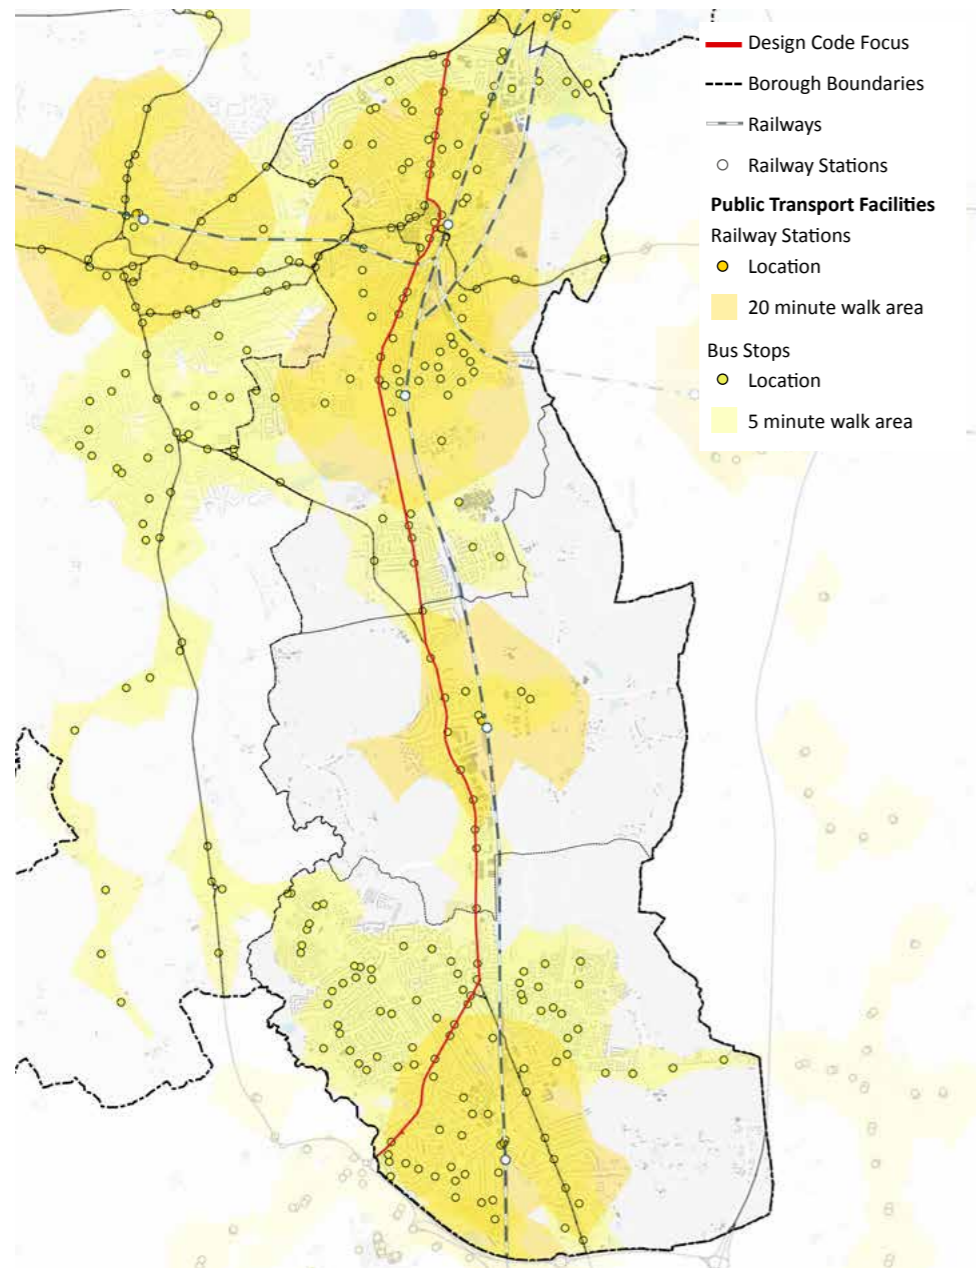 Design Code Focus
Borough Boundaries
Railways
Railway Stations
Public Transport Facilities
Railway Stations
Location
20 minute walk area
Bus Stops
Location
5 minute walk area